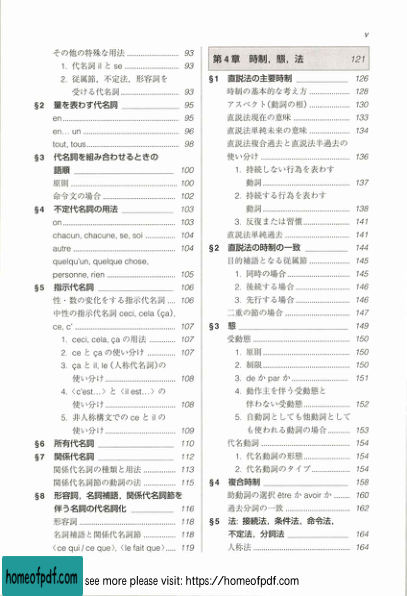 v
その他の特殊な用法 93
1. 代名詞 il と se 93
2. 従属節，不定法，形容詞を
受ける代名詞 93
§2 量を表わす代名詞 95
en 95
en... un 96
tout, tous 98
§3 代名詞を組み合わせるときの
語順 100
原則 100
命令文の場合 102
§4 不定代名詞の用法 103
on 103
chacun, chacune, se, soi 104
autre 104
quelqu'un, quelque chose,
personne, rien 105
§5 指示代名詞 106
性・数の変化をする指示代名詞 106
中性の指示代名詞 ceci, cela (ça),
ce, c' 107
1. ceci, cela, ça の用法 107
2. ce と ça の使い分け 107
3. ça と il, le (人称代名詞)の
使い分け 108
4. 〈c'est...〉と〈il est...〉の
使い分け 108
5. 非人称構文での ce と il の
使い分け 109
§6 所有代名詞 110
§7 関係代名詞 112
関係代名詞の種類と用法 113
関係代名詞節の動詞の法 115
§8 形容詞，名詞補語，関係代名詞節を
伴う名詞の代名詞化 116
形容詞 118
名詞補語と関係代名詞節 118
〈ce qui / ce que〉,〈le fait que〉 119
第4章 時制，態，法 121
§1 直説法の主要時制 126
時制の基本的な考え方 128
アスペクト(動詞の相) 130
直説法現在の意味 133
直説法単純未来の意味 134
直説法複合過去と直説法半過去の
使い分け 136
1. 持続しない行為を表わす
動詞 137
2. 持続する行為を表わす
動詞 138
3. 反復または習慣 141
直説法単純過去 141
§2 直説法の時制の一致 144
目的補語となる従属節 145
1. 同時の場合 145
2. 後続する場合 146
3. 先行する場合 146
二重の節の場合 147
§3 態 149
受動態 150
1. 原則 150
2. 制限 150
3. de か par か 151
4. 動作主を伴う受動態と
伴わない受動態 152
5. 自動詞としても他動詞として
も使われる動詞の場合 153
代名動詞 154
1. 代名動詞の形態 154
2. 代名動詞のタイプ 154
§4 複合時制 158
助動詞の選択 être か avoir か 160
過去分詞の一致 162
§5 法: 接続法，条件法，命令法，
不定法，分詞法 164
人称法 164
homeofpdf.com
see more please visit: https://homeofpdf.com